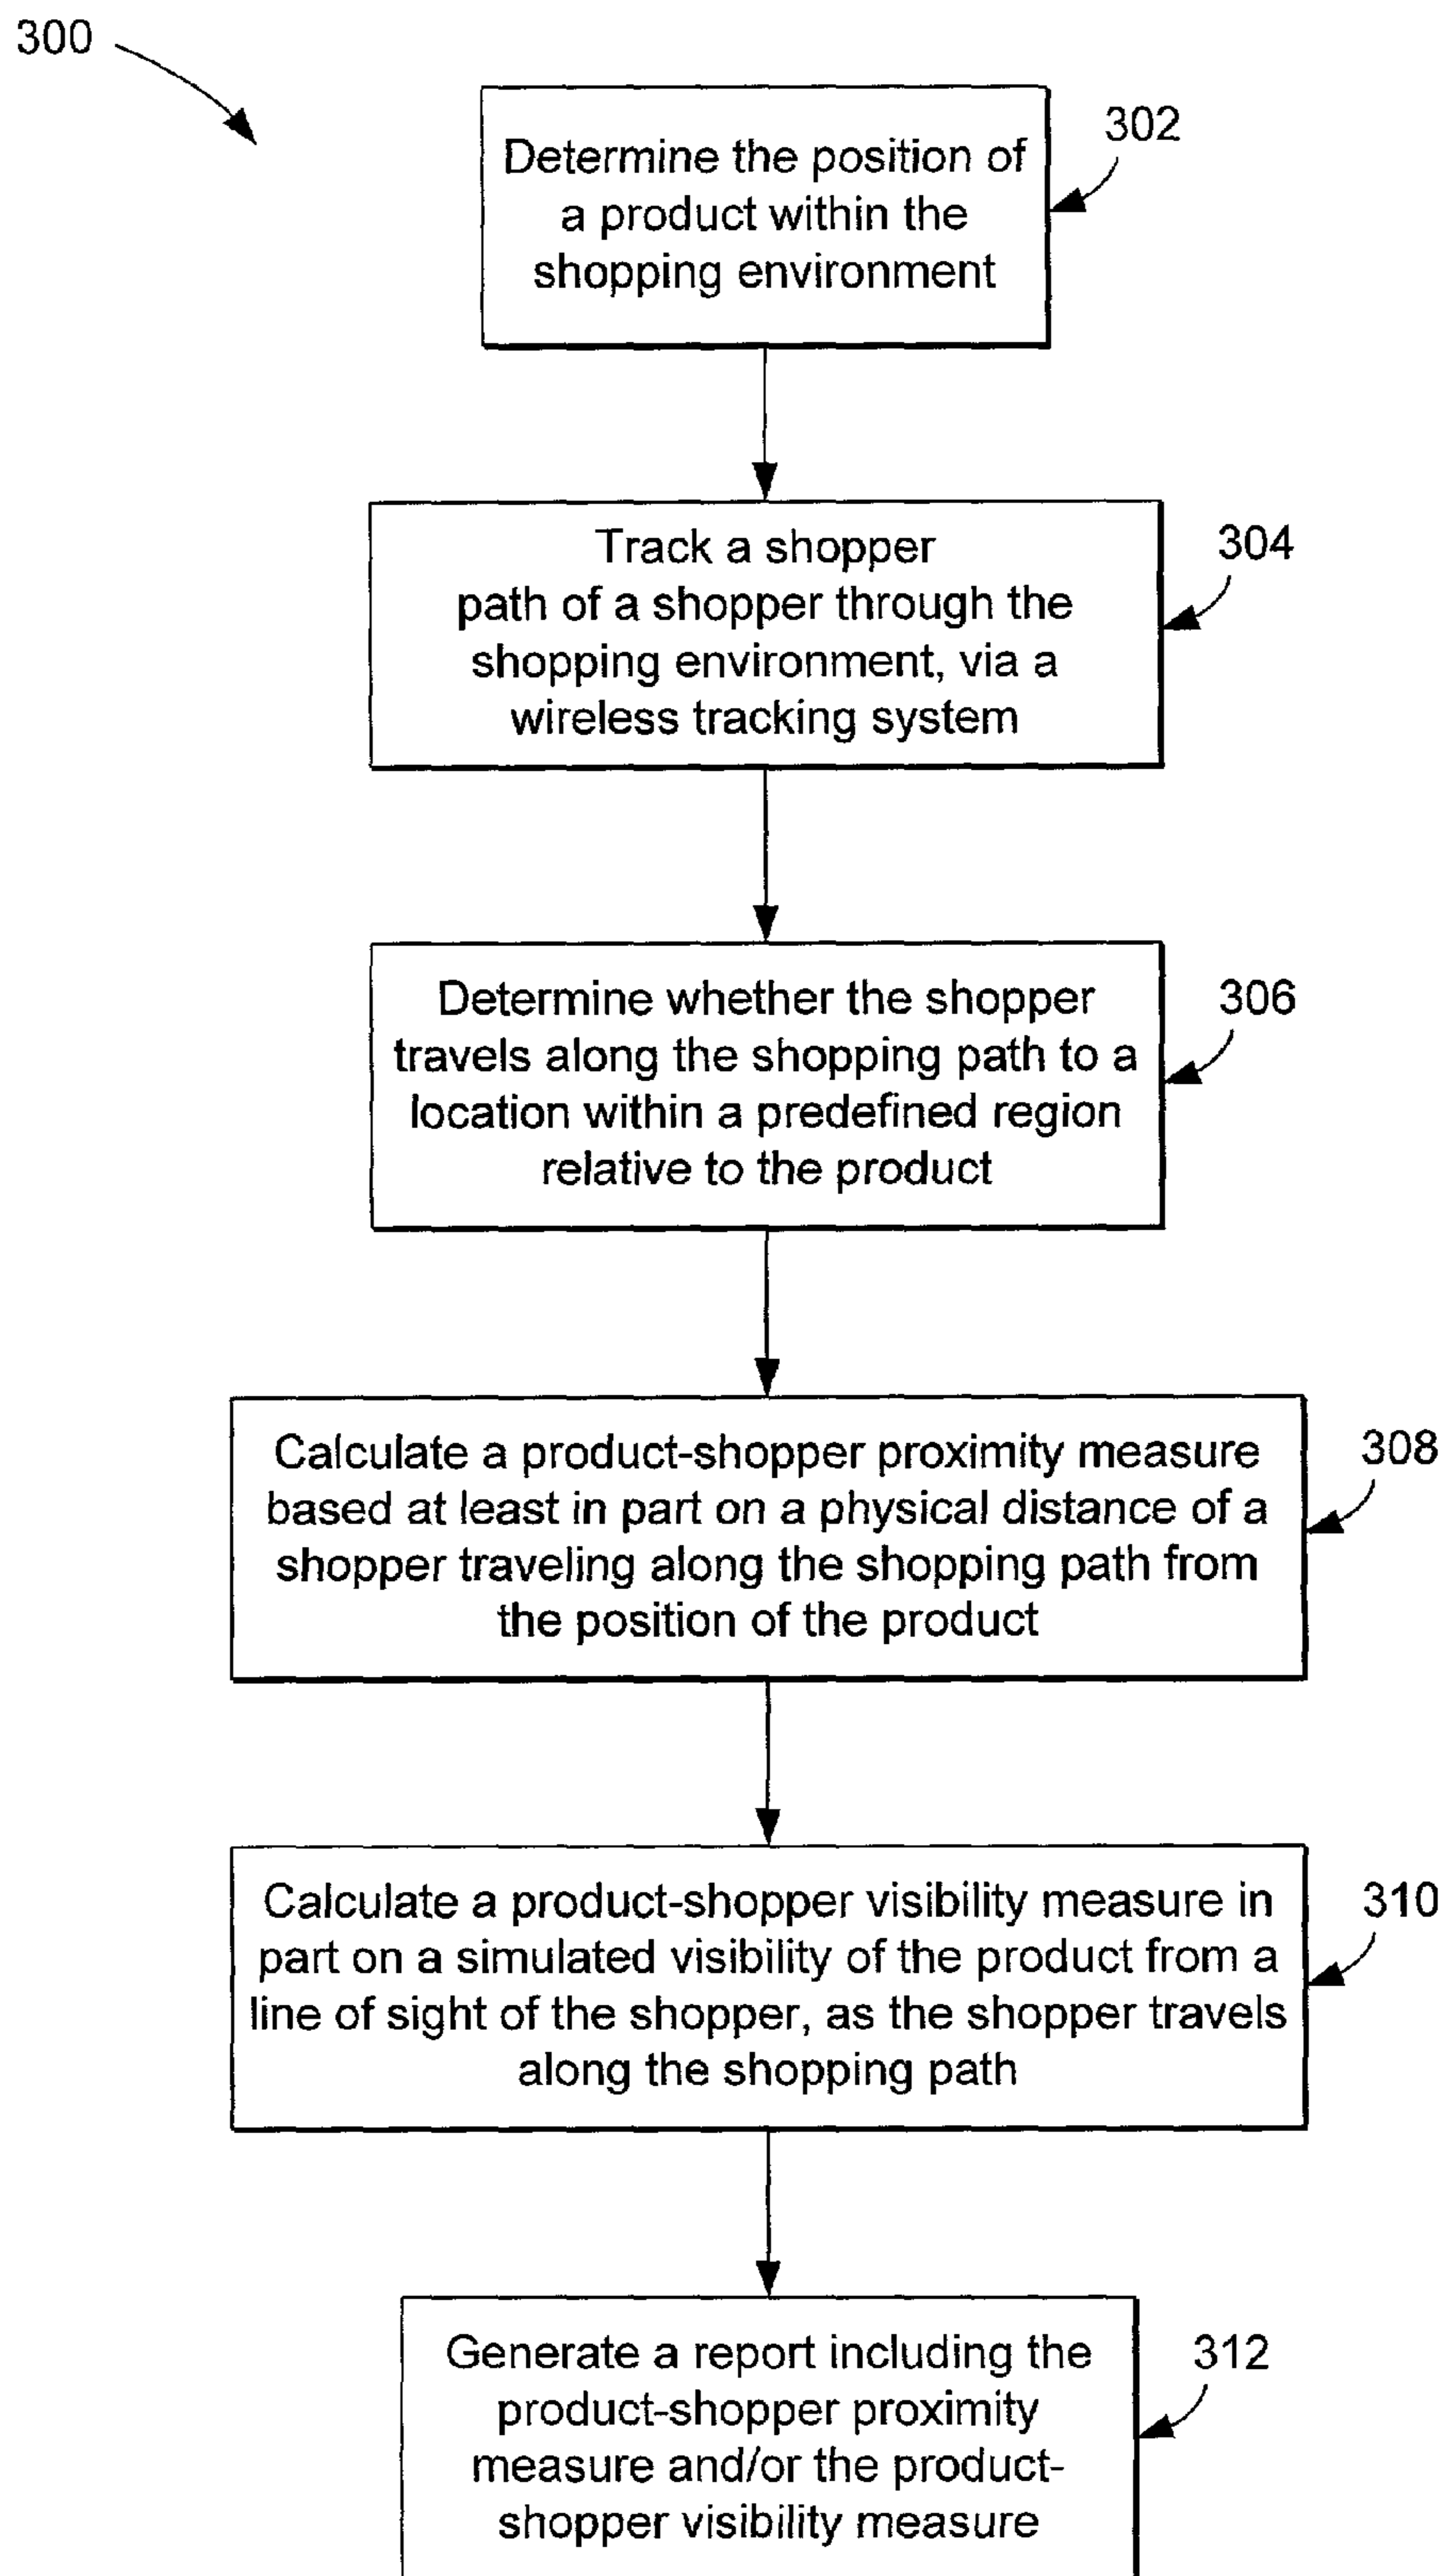 300
302
Determine the position of
a product within the
shopping environment
304
Track a shopper
path of a shopper through the
shopping environment, via a
wireless tracking system
306
Determine whether the shopper
travels along the shopping path to a
location within a predefined region
relative to the product
308
Calculate a product-shopper proximity measure
based at least in part on a physical distance of a
shopper traveling along the shopping path from
the position of the product
310
Calculate a product-shopper visibility measure in
part on a simulated visibility of the product from a
line of sight of the shopper, as the shopper travels
along the shopping path
312
Generate a report including the
product-shopper proximity
measure and/or the product-
shopper visibility measure